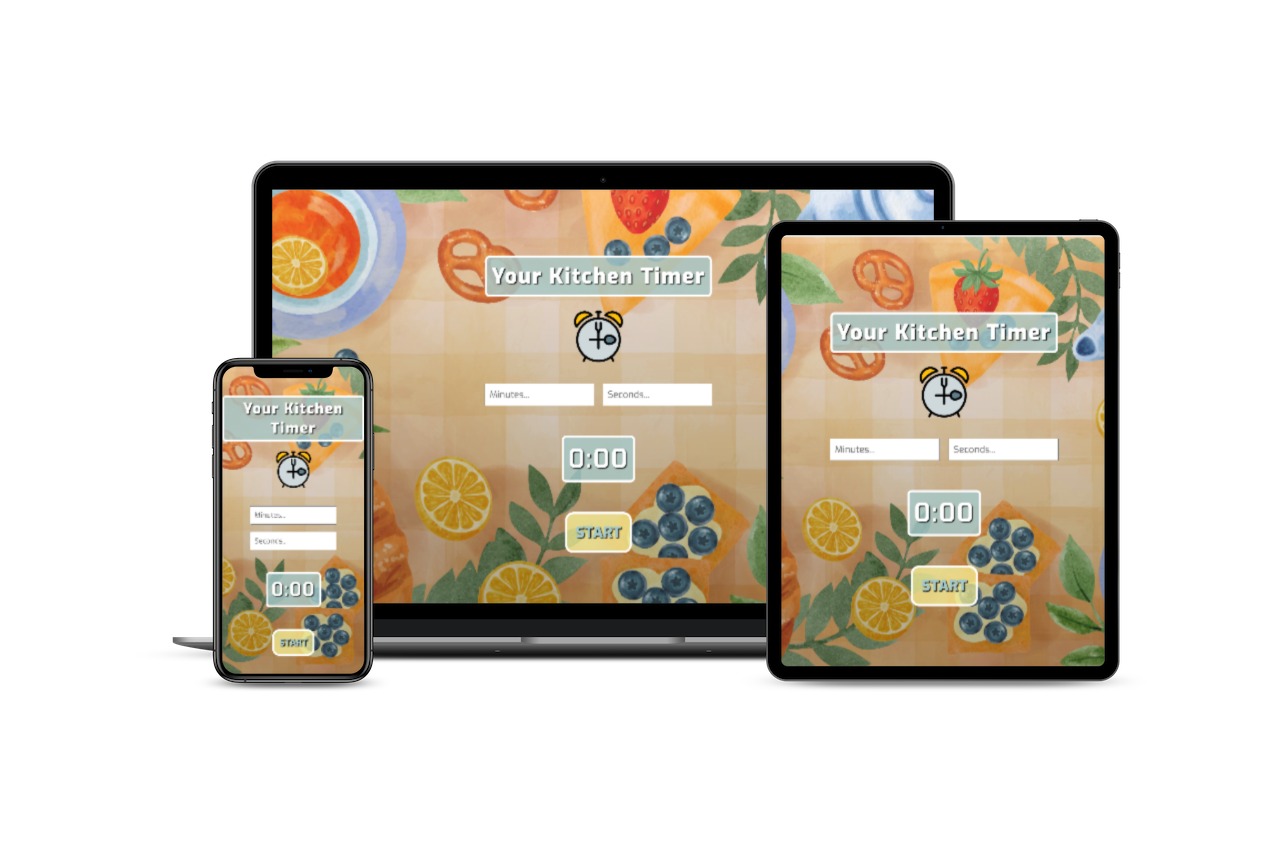 Your Kitchen Timer
Minutes... Seconds...
0:00
START
Your Kitchen Timer
Minutes... Seconds...
0:00
START
Your Kitchen
Timer
Minutes...
Seconds...
0:00
START